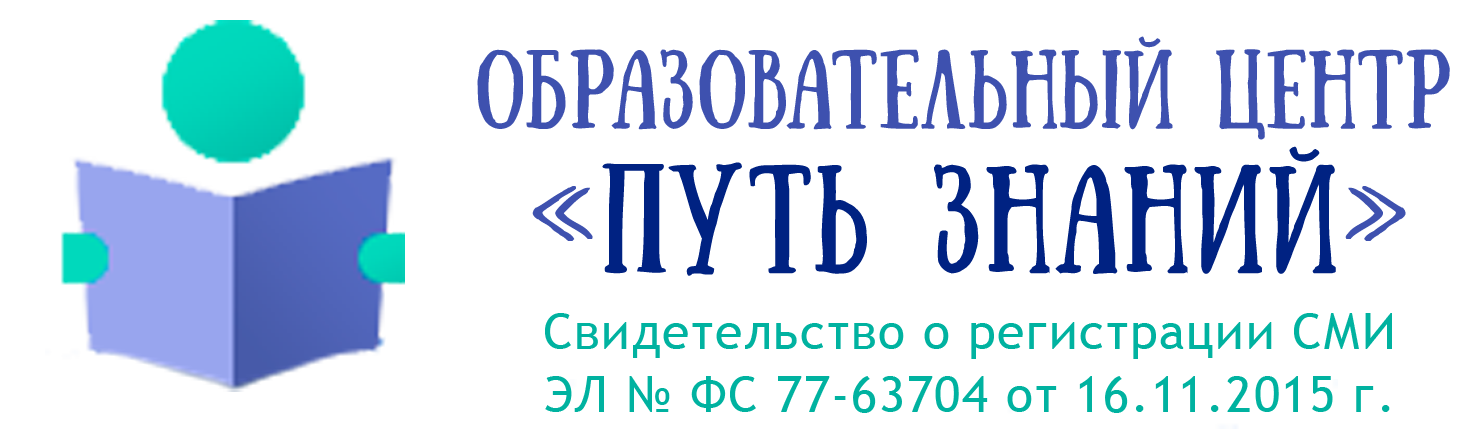 ОБРАЗОВАТЕЛЬНЫЙ ЦЕНТР
«ПУТЬ ЗНАНИЙ»
Свидетельство о регистрации СМИ
ЭЛ № ФС 77-63704 от 16.11.2015 г.